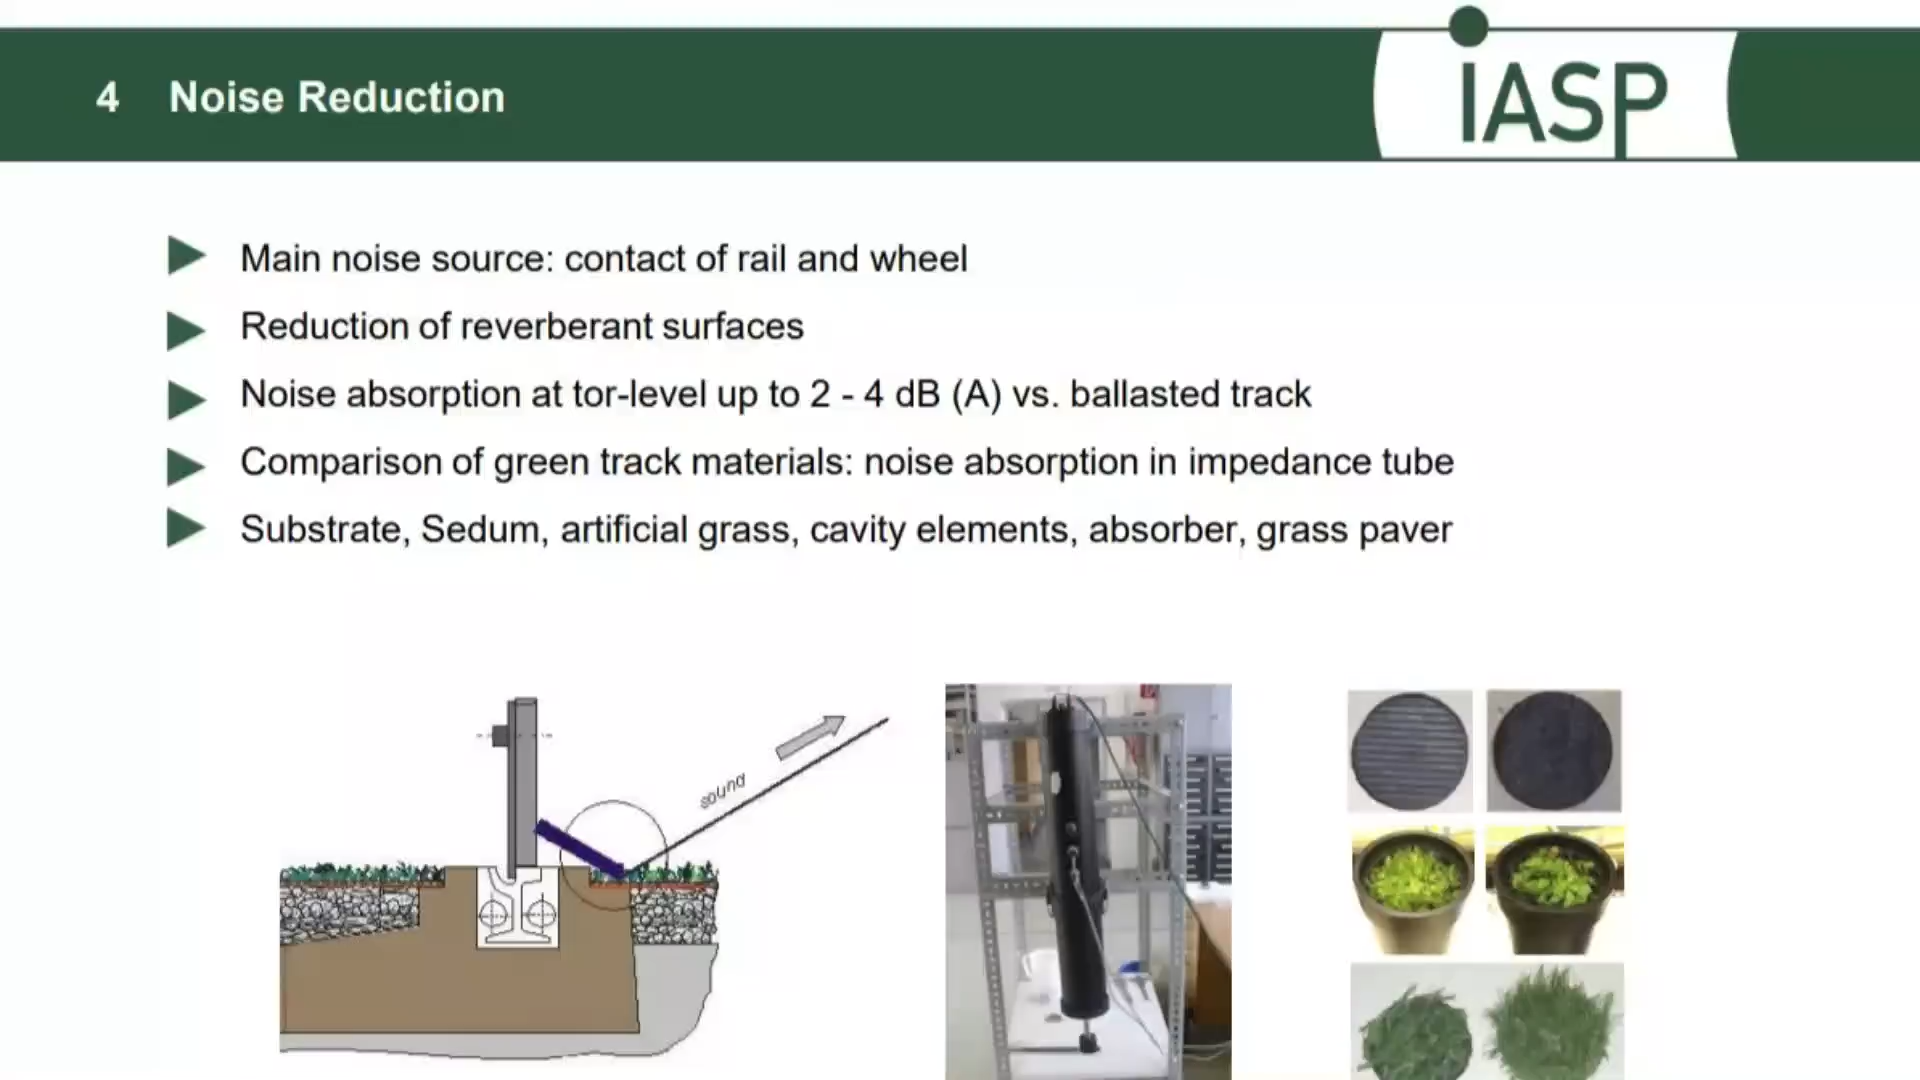 4 Noise Reduction
iASP
Main noise source: contact of rail and wheel
Reduction of reverberant surfaces
Noise absorption at tor-level up to 2 - 4 dB (A) vs. ballasted track
Comparison of green track materials: noise absorption in impedance tube
Substrate, Sedum, artificial grass, cavity elements, absorber, grass paver
sound